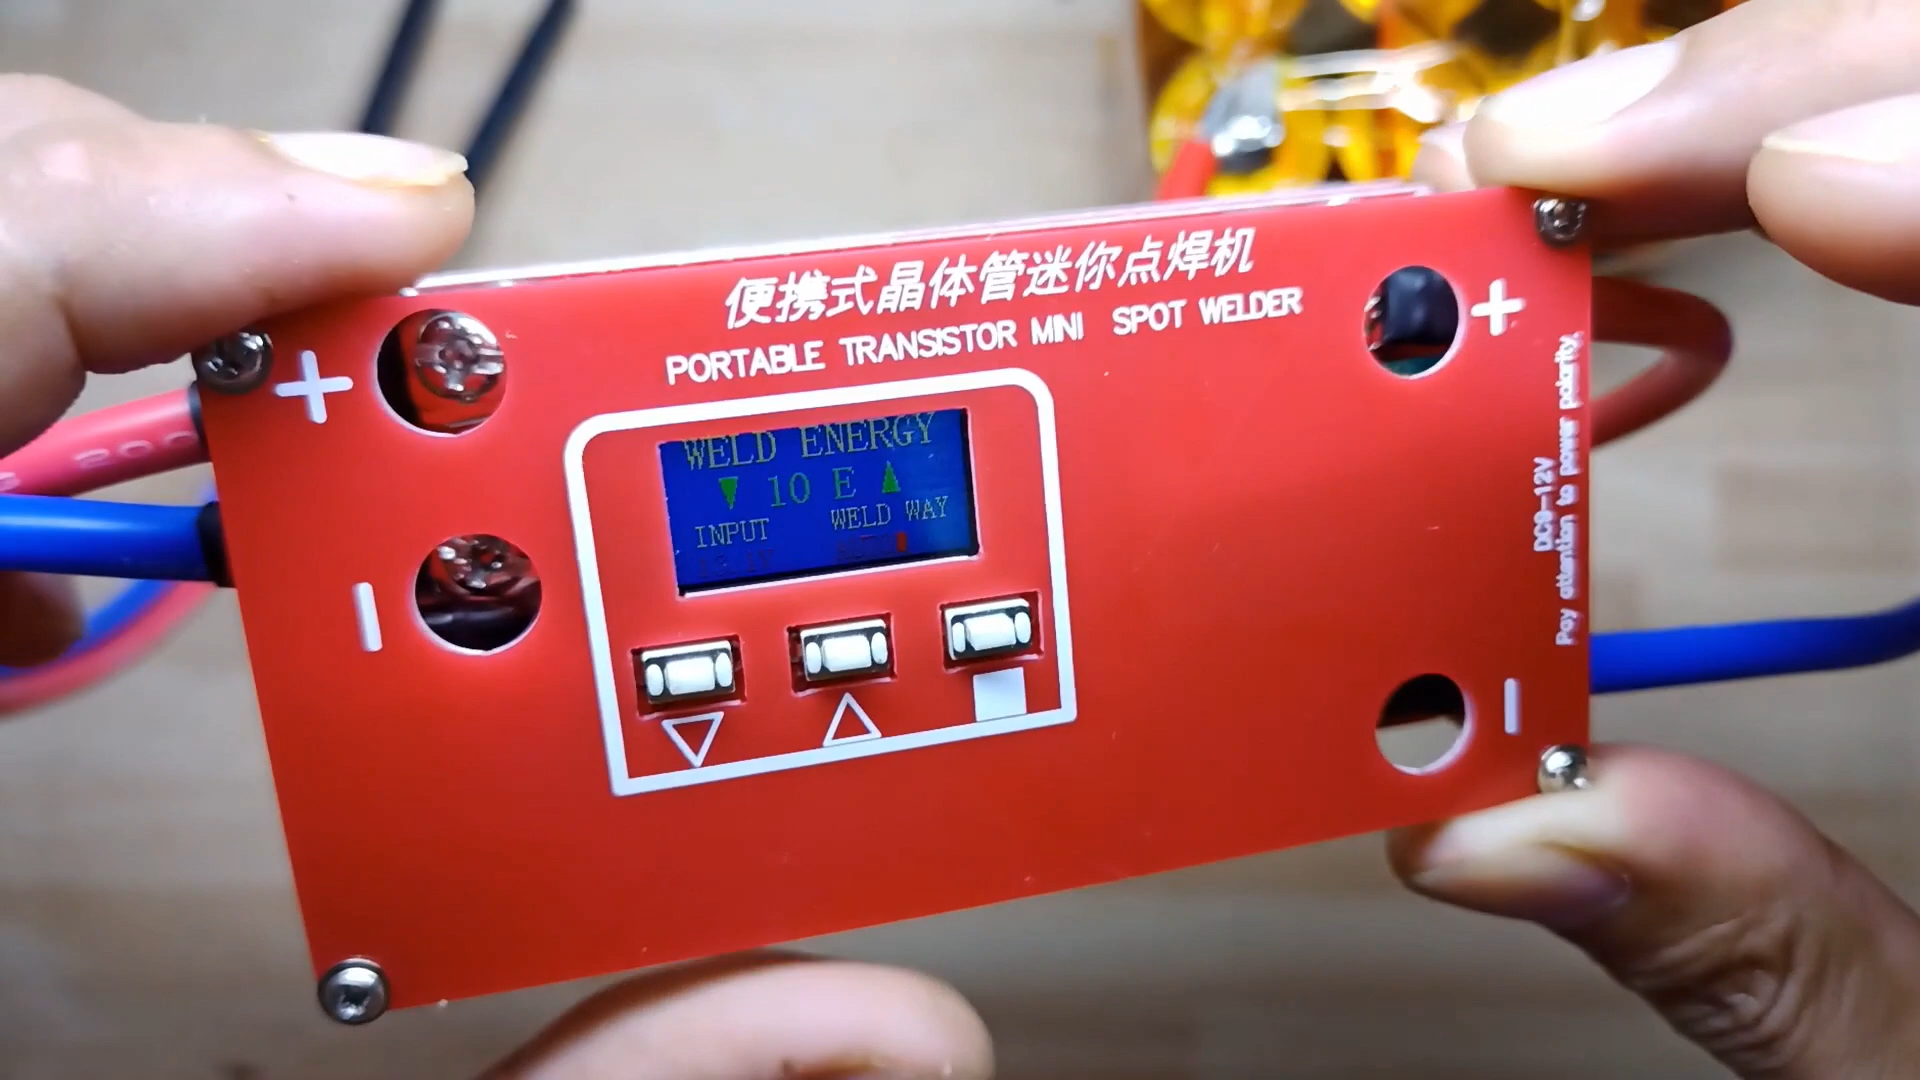 便携式晶体管迷你点焊机
PORTABLE TRANSISTOR MINI SPOT WELDER
+
+
WELD ENERGY
▼ 10 E ▲
INPUT WELD WAY
DC9-12V
Pay attention to power polarity.